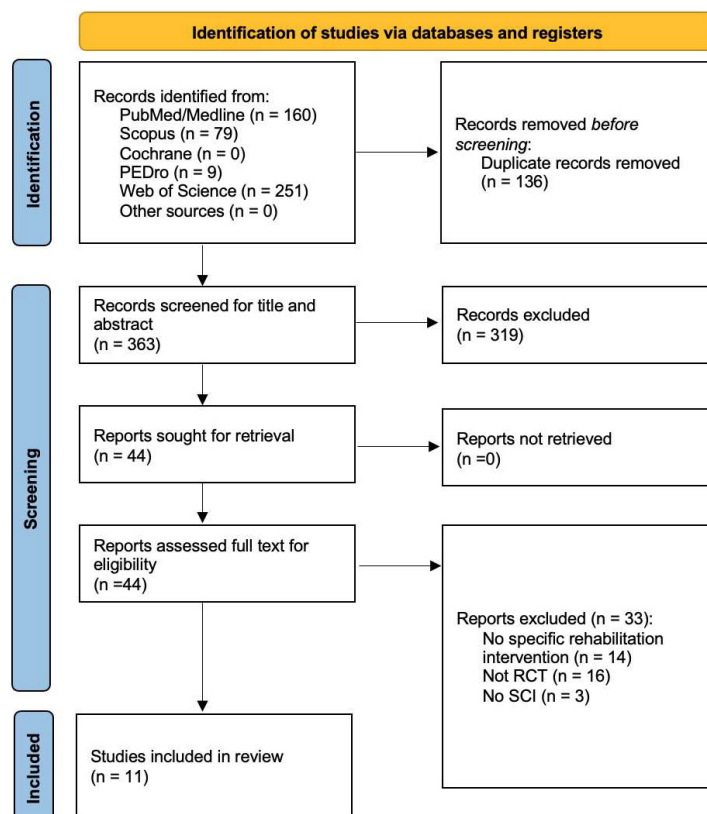 Identification of studies via databases and registers
Identification
Records identified from:
PubMed/Medline (n = 160)
Scopus (n = 79)
Cochrane (n = 0)
PEDro (n = 9)
Web of Science (n = 251)
Other sources (n = 0)
Records removed before
screening:
Duplicate records removed
(n = 136)
Screening
Records screened for title and
abstract
(n = 363)
Records excluded
(n = 319)
Reports sought for retrieval
(n = 44)
Reports not retrieved
(n =0)
Reports assessed full text for
eligibility
(n =44)
Reports excluded (n = 33):
No specific rehabilitation
intervention (n = 14)
Not RCT (n = 16)
No SCI (n = 3)
Included
Studies included in review
(n = 11)